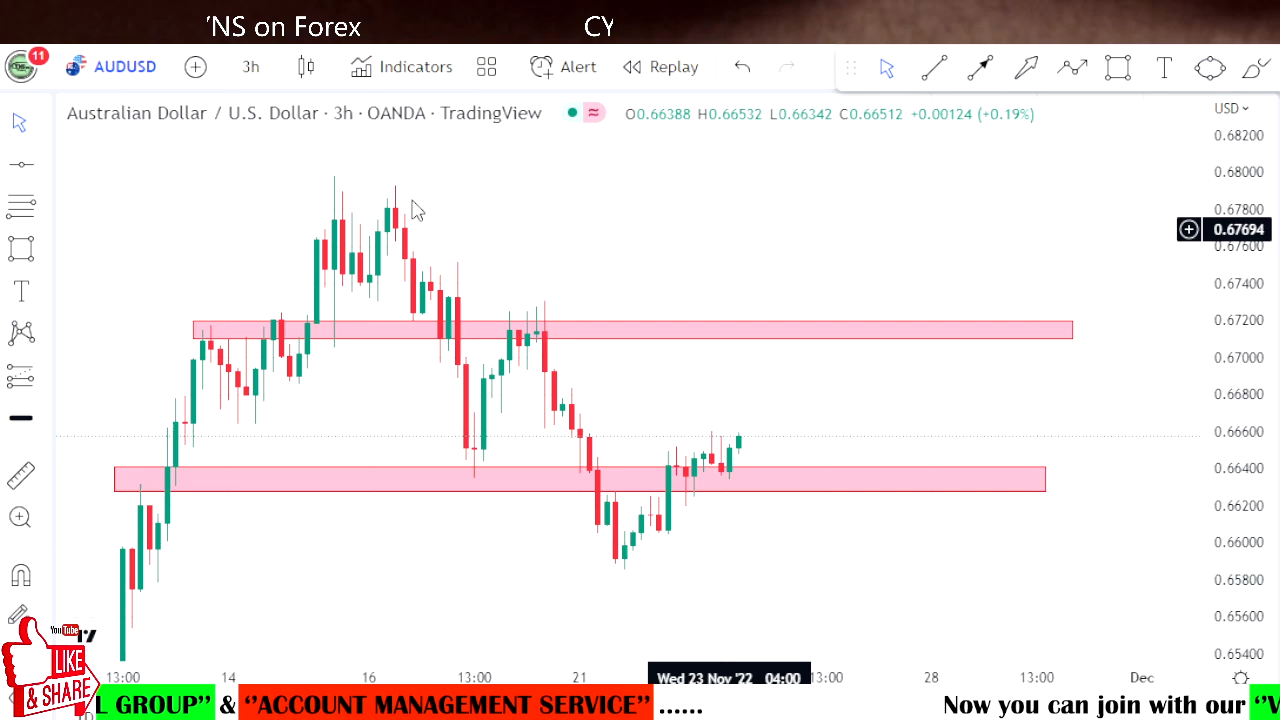 ’NS on Forex CY
11 AUDUSD 3h Indicators Alert Replay T
Australian Dollar / U.S. Dollar · 3h · OANDA · TradingView O0.66388 H0.66532 L0.66342 C0.66512 +0.00124 (+0.19%) USD
0.68200
0.68000
0.67800
0.67694
0.67600
0.67400
0.67200
0.67000
0.66800
0.66600
0.66400
0.66200
0.66000
0.65800
0.65600
0.65400
T
YouTube
LIKE
& SHARE
13:00 14 16 13:00 21 Wed 23 Nov '22 04:00 13:00 28 13:00 Dec
L GROUP’’ & ‘‘ACCOUNT MANAGEMENT SERVICE’’ ...... Now you can join with our ‘‘V